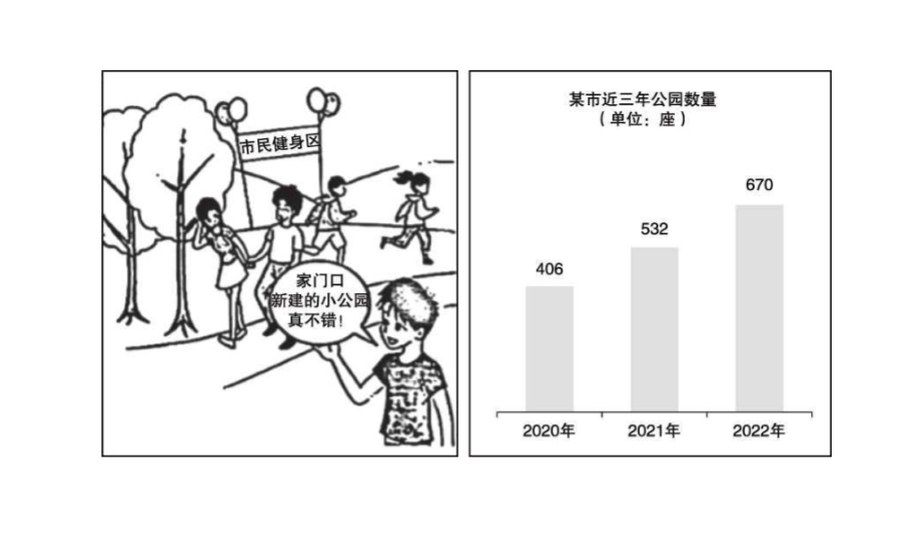 市民健身区
家门口
新建的小公园
真不错!
某市近三年公园数量
(单位：座)
406
532
670
2020年
2021年
2022年